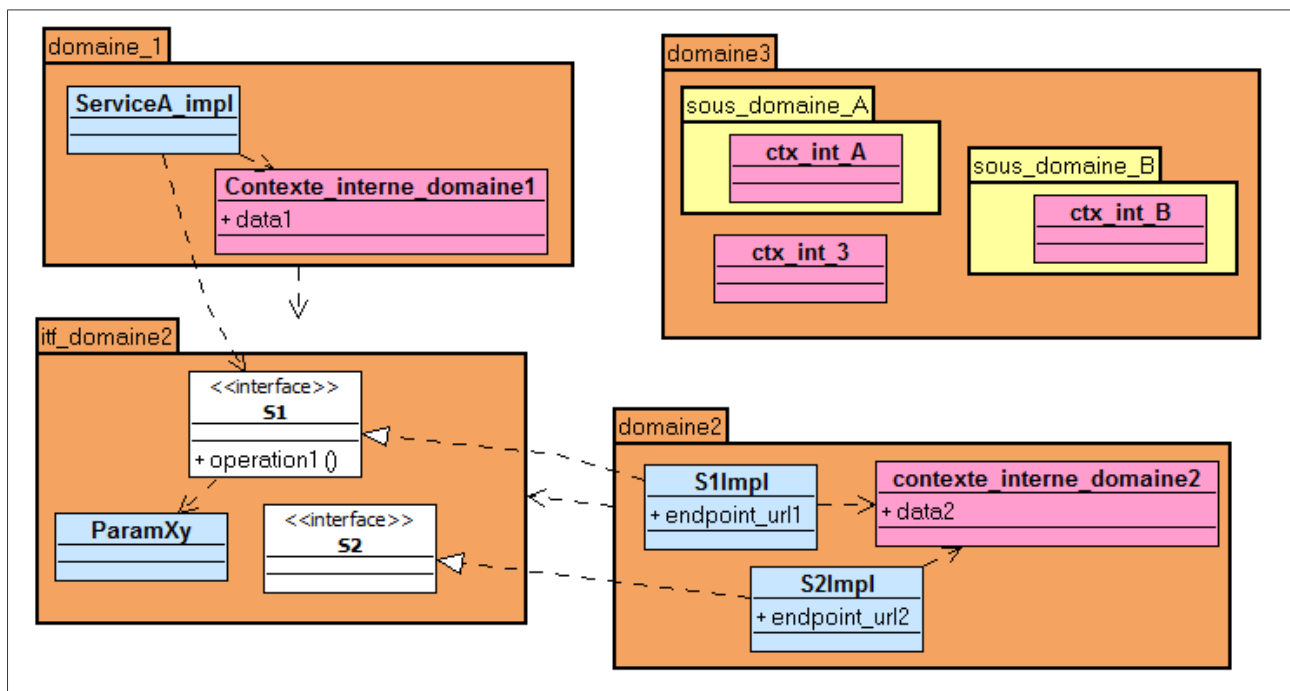 domaine_1
ServiceA_impl
Contexte_interne_domaine1
+ data1
domaine3
sous_domaine_A
ctx_int_A
sous_domaine_B
ctx_int_B
ctx_int_3
itf_domaine2
<<interface>>
S1
+ operation1 ()
ParamXy
<<interface>>
S2
domaine2
S1Impl
+ endpoint_url1
contexte_interne_domaine2
+ data2
S2Impl
+ endpoint_url2